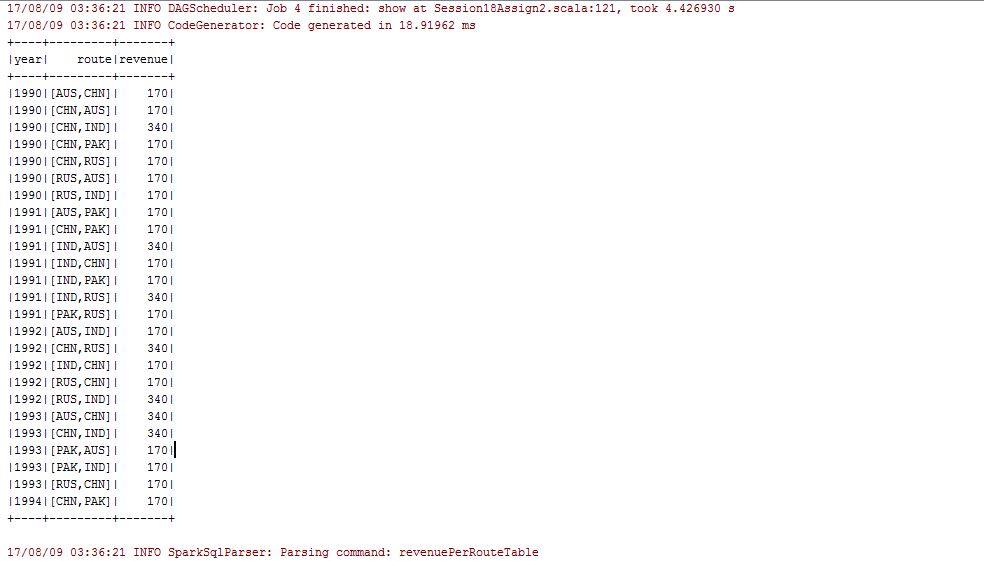 17/08/09 03:36:21 INFO DAGScheduler: Job 4 finished: show at Session18Assign2.scala:121, took 4.426930 s
17/08/09 03:36:21 INFO CodeGenerator: Code generated in 18.91962 ms
+----+---------+-------+
|year|    route|revenue|
+----+---------+-------+
|1990|[AUS,CHN]|    170|
|1990|[CHN,AUS]|    170|
|1990|[CHN,IND]|    340|
|1990|[CHN,PAK]|    170|
|1990|[CHN,RUS]|    170|
|1990|[RUS,AUS]|    170|
|1990|[RUS,IND]|    170|
|1991|[AUS,PAK]|    170|
|1991|[CHN,PAK]|    170|
|1991|[IND,AUS]|    340|
|1991|[IND,CHN]|    170|
|1991|[IND,PAK]|    170|
|1991|[IND,RUS]|    340|
|1991|[PAK,RUS]|    170|
|1992|[AUS,IND]|    170|
|1992|[CHN,RUS]|    340|
|1992|[IND,CHN]|    170|
|1992|[RUS,CHN]|    170|
|1992|[RUS,IND]|    340|
|1993|[AUS,CHN]|    340|
|1993|[CHN,IND]|    340|
|1993|[PAK,AUS]|    170|
|1993|[PAK,IND]|    170|
|1993|[RUS,CHN]|    170|
|1994|[CHN,PAK]|    170|
+----+---------+-------+
17/08/09 03:36:21 INFO SparkSqlParser: Parsing command: revenuePerRouteTable